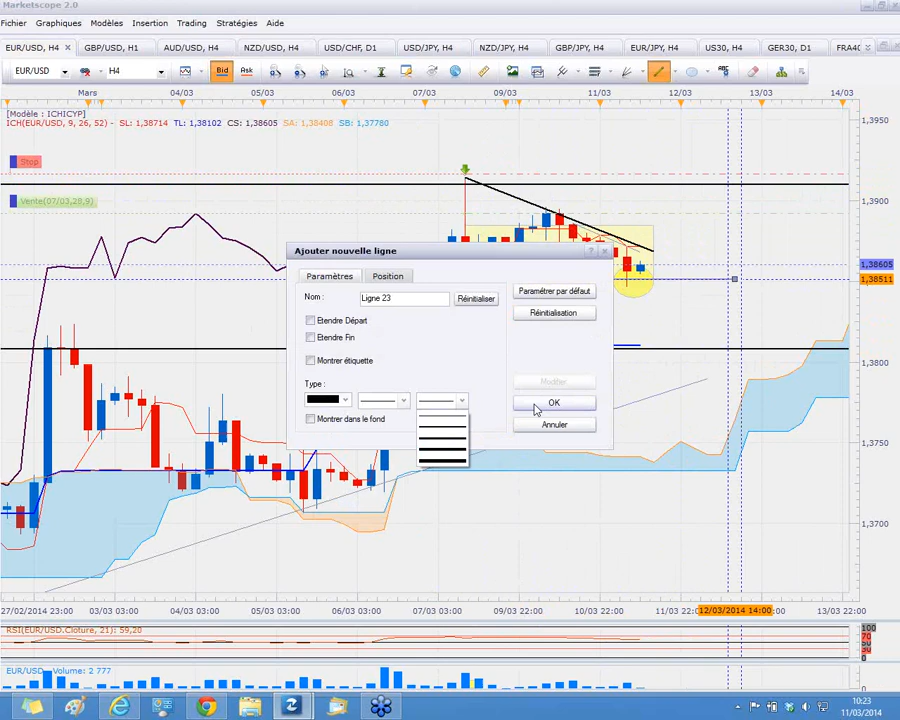 Marketscope 2.0
Fichier Graphiques Modèles Insertion Trading Stratégies Aide
EUR/USD, H4 GBP/USD, H1 AUD/USD, H4 NZD/USD, H4 USD/CHF, D1 USD/JPY, H4 NZD/JPY, H4 GBP/JPY, H4 EUR/JPY, H4 US30, H4 GER30, D1 FRA40
EUR/USD H4 Bid Ask ABC
Mars 04/03 05/03 06/03 07/03 09/03 11/03 12/03 13/03 14/03
[Modèle : ICHICYP]
ICH(EUR/USD, 9, 26, 52) - SL: 1,38714 TL: 1,38102 CS: 1,38605 SA: 1,38408 SB: 1,37780
1,3950
Stop
Vente(07/03,28,9)
1,3900
Ajouter nouvelle ligne
1,38605
Paramètres Position
1,38511
Nom : Ligne 23 Réinitialiser Paramétrer par défaut
Etendre Départ Réinitialisation
Etendre Fin
Montrer étiquette
1,3800
Type : Modifier
OK
Montrer dans le fond Annuler
1,3750
1,3700
27/02/2014 23:00 03/03 03:00 04/03 03:00 05/03 03:00 06/03 03:00 07/03 03:00 09/03 22:00 10/03 22:00 11/03 22:0 12/03/2014 14:00 :00 13/03 22:00
RSI(EUR/USD.Cloture, 21): 59,20
100
70
50
30
0
EUR/USD, Volume: 2 777
10:23
11/03/2014